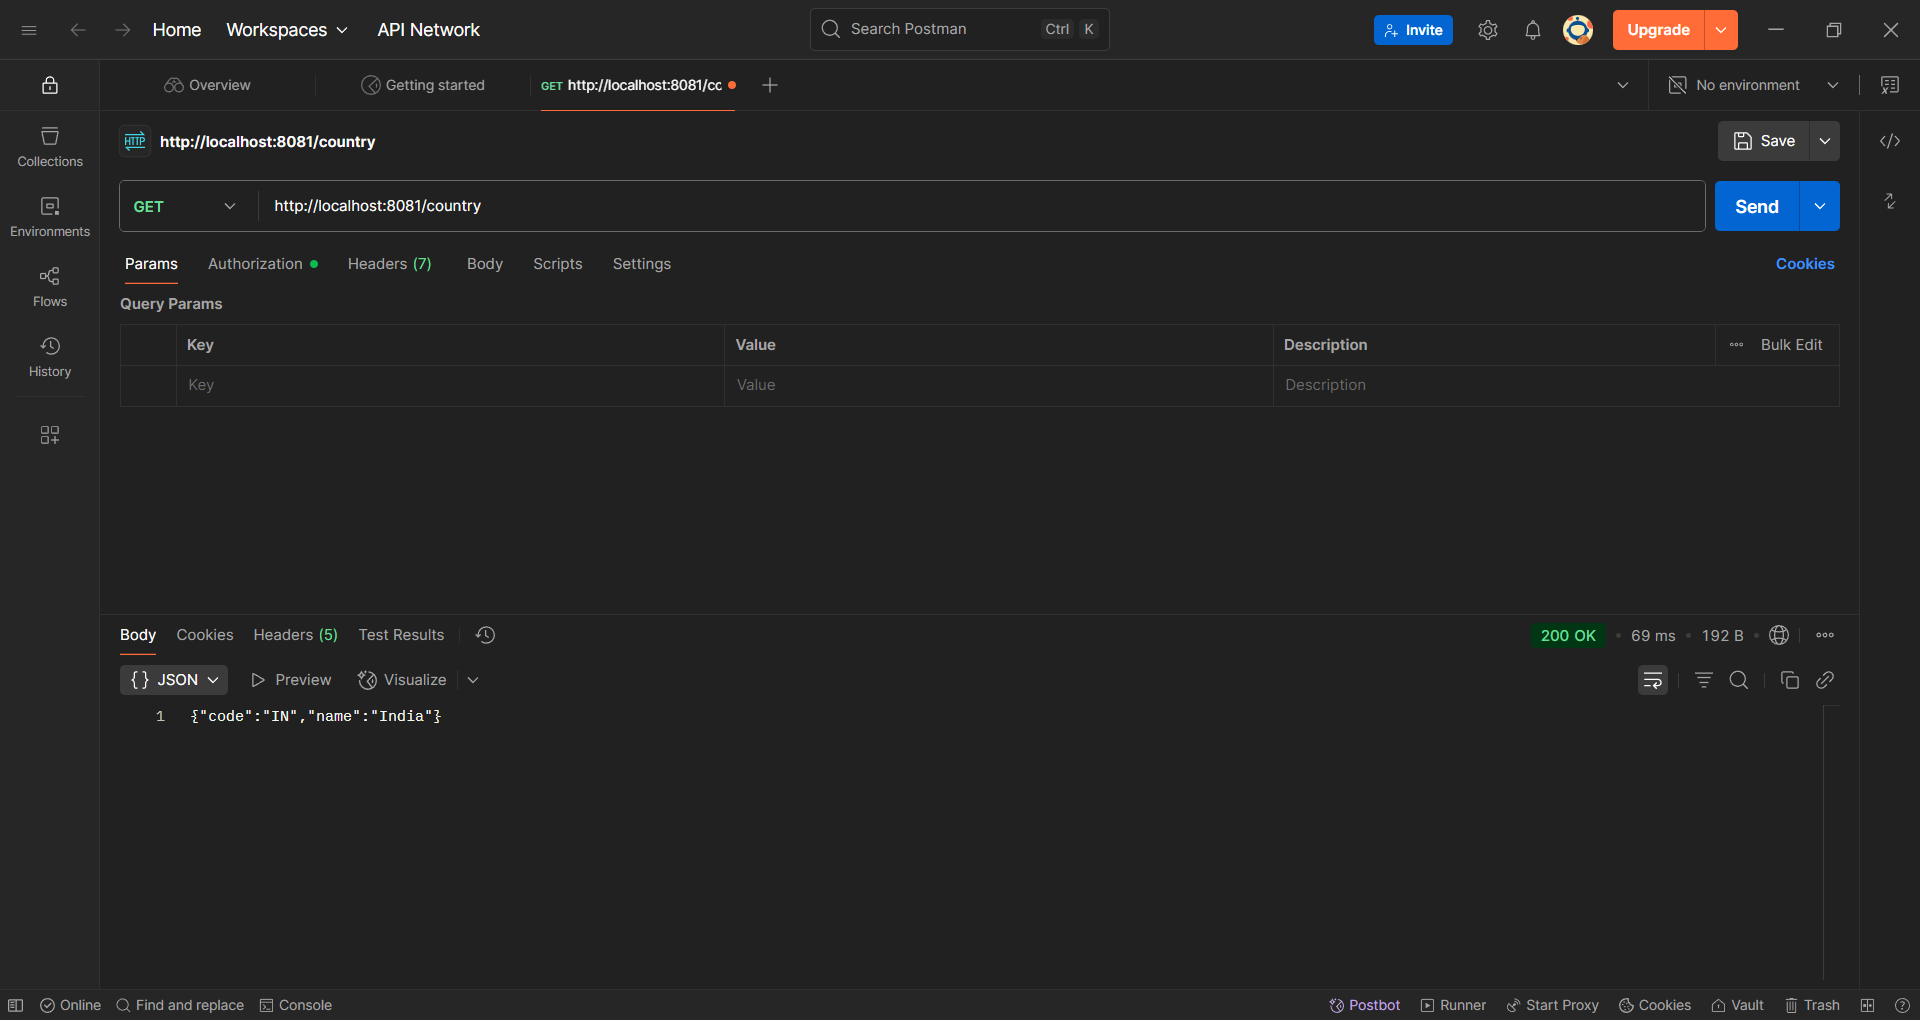 Home Workspaces API Network Search Postman Ctrl K Invite Upgrade
Overview Getting started GET http://localhost:8081/cc No environment
HTTP http://localhost:8081/country Save
Collections
GET http://localhost:8081/country Send
Environments
Params Authorization Headers (7) Body Scripts Settings Cookies
Flows
Query Params
Key Value Description Bulk Edit
History
Key Value Description
Body Cookies Headers (5) Test Results 200 OK 69 ms 192 B
{} JSON Preview Visualize
1 {"code":"IN","name":"India"}
Online Find and replace Console Postbot Runner Start Proxy Cookies Vault Trash